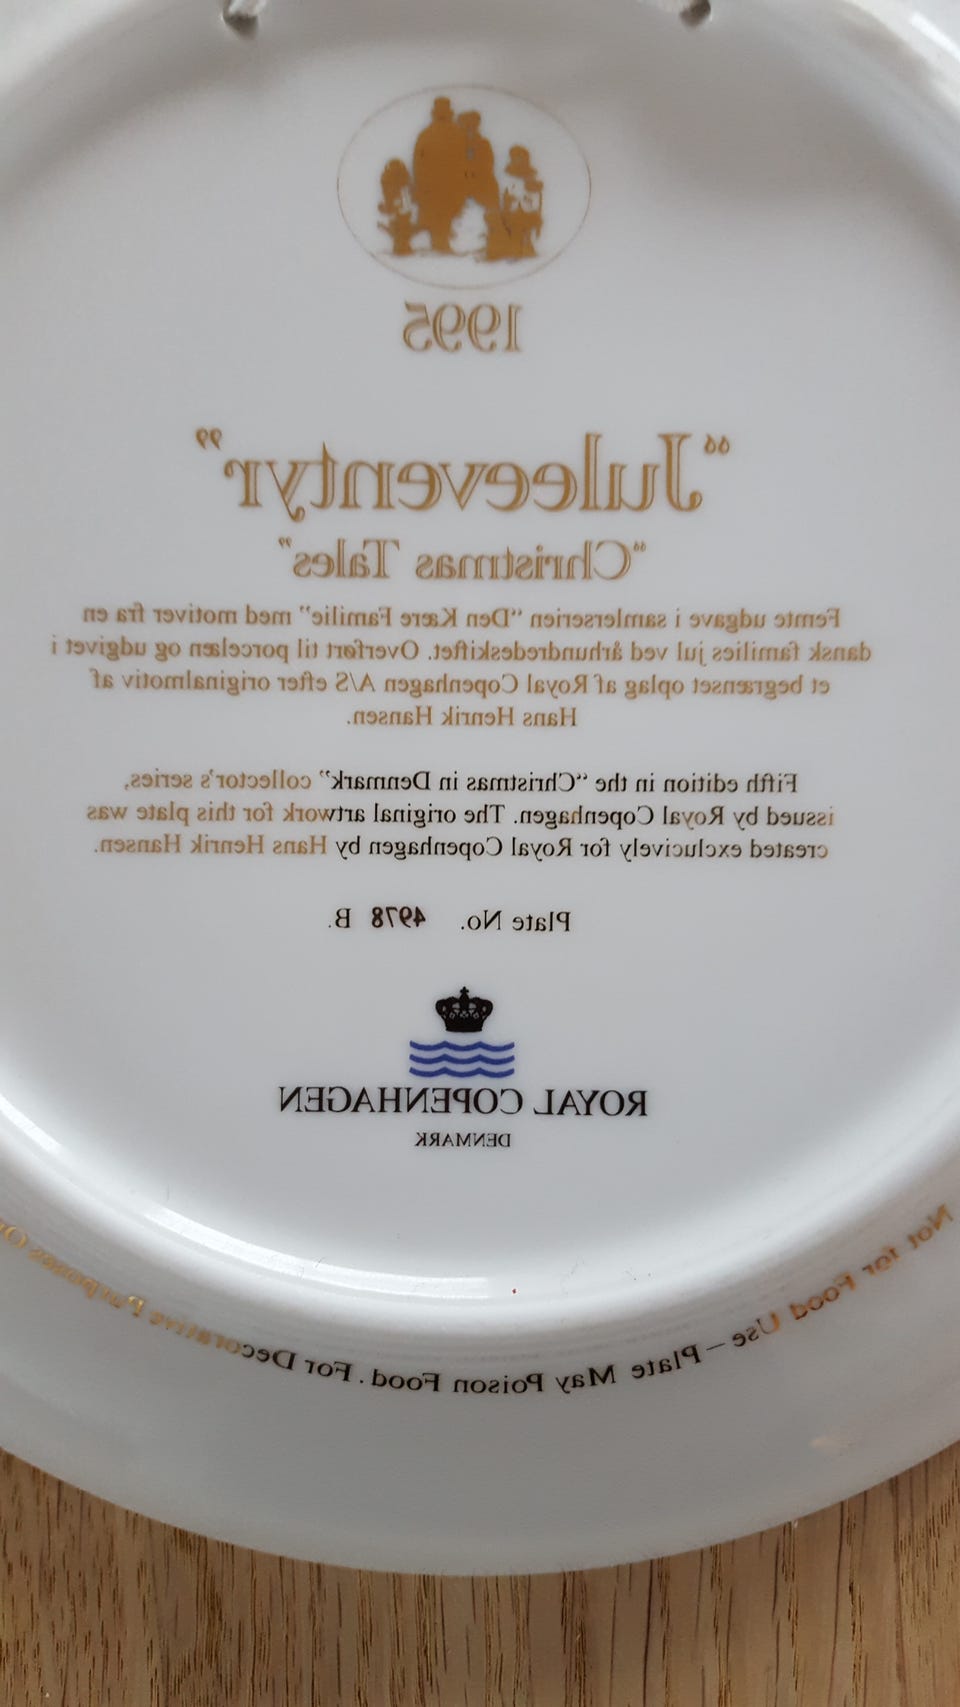 1995
“Juleeventyr”
“Christmas Tales”
Femte udgave i samlerserien “Den Kære Familie” med motiver fra en
dansk families jul ved århundredeskiftet. Overført til porcelæn og udgivet i
et begrænset oplag af Royal Copenhagen A/S efter originalmotiv af
Hans Henrik Hansen.
Fifth edition in the “Christmas in Denmark” collector's series,
issued by Royal Copenhagen. The original artwork for this plate was
created exclucively for Royal Copenhagen by Hans Henrik Hansen.
Plate No. 4978 B.
ROYAL COPENHAGEN
DENMARK
Not for Food Use – Plate May Poison Food. For Decorative Purposes